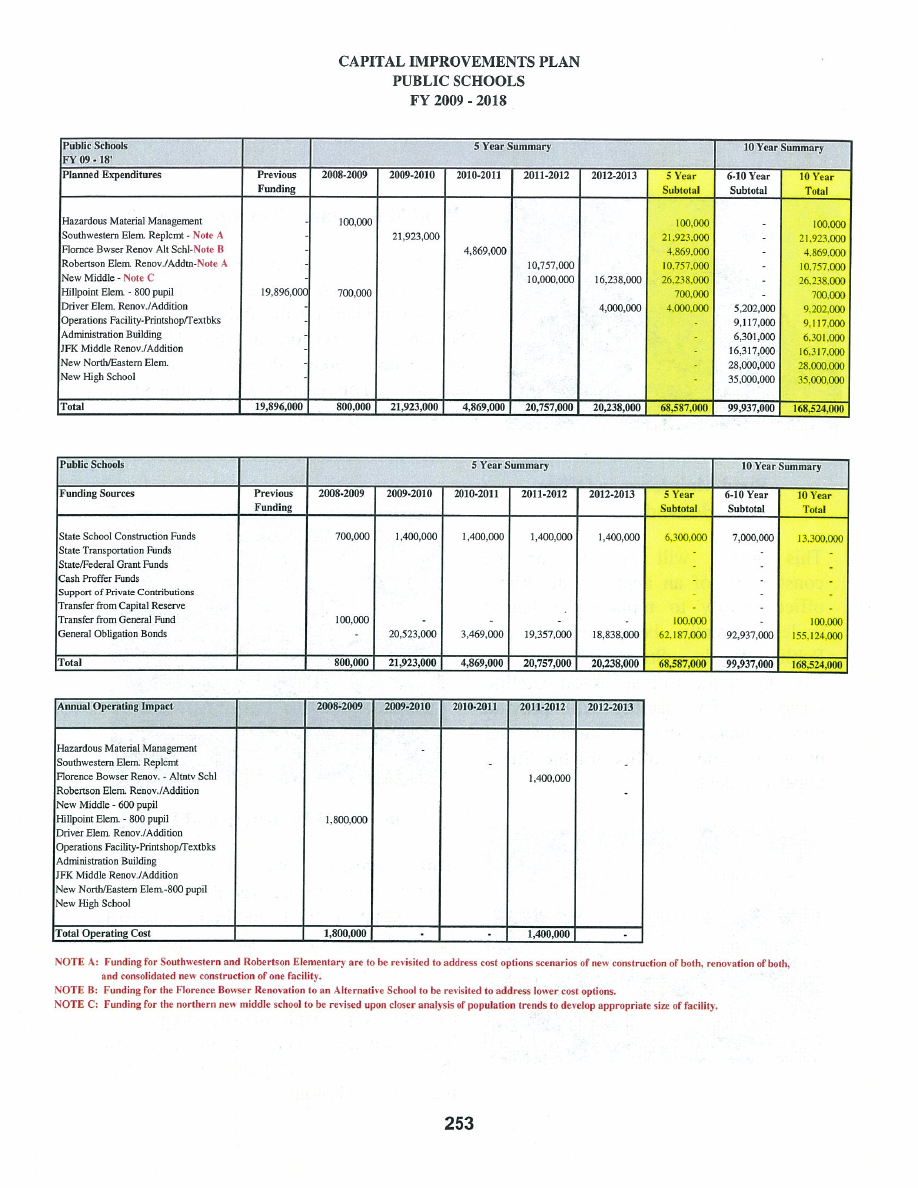 CAPITAL IMPROVEMENTS PLAN
PUBLIC SCHOOLS
FY 2009 - 2018
Public Schools 5 Year Summary 10 Year Summary
FY 09 - 18'
Planned Expenditures Previous 2008-2009 2009-2010 2010-2011 2011-2012 2012-2013 5 Year 6-10 Year 10 Year
Funding Subtotal Subtotal Total
Hazardous Material Management - 100,000 100,000 - 100,000
Southwestern Elem. Replcmt - Note A - 21,923,000 21,923,000 - 21,923,000
Flornce Bwser Renov Alt Schl-Note B - 4,869,000 4,869,000 - 4,869,000
Robertson Elem. Renov./Addtn-Note A - 10,757,000 10,757,000 - 10,757,000
New Middle - Note C - 10,000,000 16,238,000 26,238,000 - 26,238,000
Hillpoint Elem. - 800 pupil 19,896,000 700,000 700,000 - 700,000
Driver Elem. Renov./Addition - 4,000,000 4,000,000 5,202,000 9,202,000
Operations Facility-Printshop/Textbks - - 9,117,000 9,117,000
Administration Building - - 6,301,000 6,301,000
JFK Middle Renov./Addition - - 16,317,000 16,317,000
New North/Eastern Elem. - - 28,000,000 28,000,000
New High School - - 35,000,000 35,000,000
Total 19,896,000 800,000 21,923,000 4,869,000 20,757,000 20,238,000 68,587,000 99,937,000 168,524,000
Public Schools 5 Year Summary 10 Year Summary
Funding Sources Previous 2008-2009 2009-2010 2010-2011 2011-2012 2012-2013 5 Year 6-10 Year 10 Year
Funding Subtotal Subtotal Total
State School Construction Funds 700,000 1,400,000 1,400,000 1,400,000 1,400,000 6,300,000 7,000,000 13,300,000
State Transportation Funds - - -
State/Federal Grant Funds - - -
Cash Proffer Funds - - -
Support of Private Contributions - - -
Transfer from Capital Reserve - - -
Transfer from General Fund 100,000 - - - - 100,000 - 100,000
General Obligation Bonds - 20,523,000 3,469,000 19,357,000 18,838,000 62,187,000 92,937,000 155,124,000
Total 800,000 21,923,000 4,869,000 20,757,000 20,238,000 68,587,000 99,937,000 168,524,000
Annual Operating Impact 2008-2009 2009-2010 2010-2011 2011-2012 2012-2013
Hazardous Material Management -
Southwestern Elem. Replcmt - -
Florence Bowser Renov. - Altntv Schl 1,400,000
Robertson Elem. Renov./Addition -
New Middle - 600 pupil
Hillpoint Elem. - 800 pupil 1,800,000
Driver Elem. Renov./Addition
Operations Facility-Printshop/Textbks
Administration Building
JFK Middle Renov./Addition
New North/Eastern Elem.-800 pupil
New High School
Total Operating Cost 1,800,000 - - 1,400,000 -
NOTE A: Funding for Southwestern and Robertson Elementary are to be revisited to address cost options scenarios of new construction of both, renovation of both,
and consolidated new construction of one facility.
NOTE B: Funding for the Florence Bowser Renovation to an Alternative School to be revisited to address lower cost options.
NOTE C: Funding for the northern new middle school to be revised upon closer analysis of population trends to develop appropriate size of facility.
253